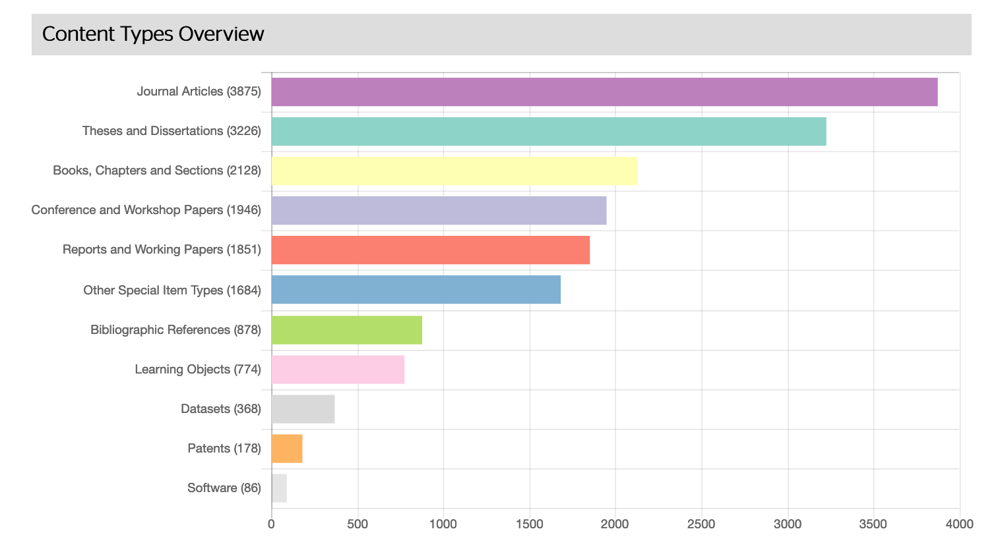 Content Types Overview
Journal Articles (3875)
Theses and Dissertations (3226)
Books, Chapters and Sections (2128)
Conference and Workshop Papers (1946)
Reports and Working Papers (1851)
Other Special Item Types (1684)
Bibliographic References (878)
Learning Objects (774)
Datasets (368)
Patents (178)
Software (86)
0 500 1000 1500 2000 2500 3000 3500 4000